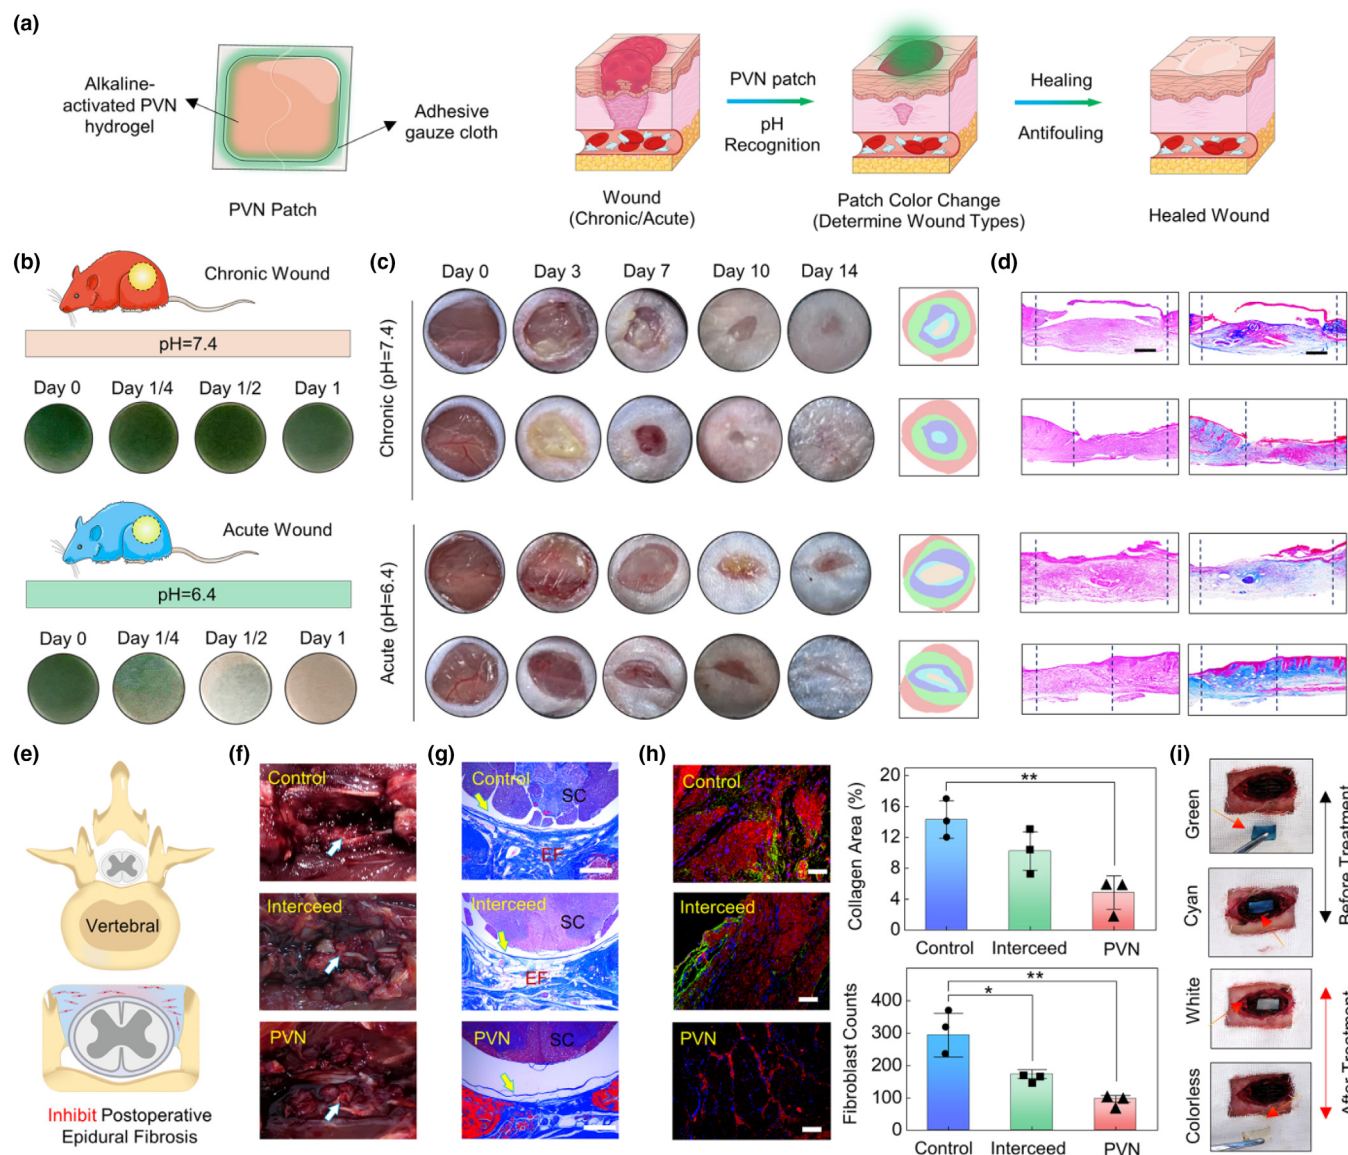 (a)
Alkaline-
activated PVN
hydrogel
Adhesive
gauze cloth
PVN Patch
Wound
(Chronic/Acute)
PVN patch
pH
Recognition
Patch Color Change
(Determine Wound Types)
Healing
Antifouling
Healed Wound
(b)
Chronic Wound
pH=7.4
Day 0 Day 1/4 Day 1/2 Day 1
Acute Wound
pH=6.4
Day 0 Day 1/4 Day 1/2 Day 1
(c)
Day 0 Day 3 Day 7 Day 10 Day 14
Chronic (pH=7.4)
Acute (pH=6.4)
(d)
(e)
Vertebral
Inhibit Postoperative
Epidural Fibrosis
(f)
Control
Interceed
PVN
(g)
Control
SC
EF
Interceed
SC
EF
PVN
SC
(h)
Control
Interceed
PVN
Collagen Area (%)
20
16
12
8
4
0
**
Control Interceed PVN
Fibroblast Counts
400
300
200
100
0
**
*
Control Interceed PVN
(i)
Green
Cyan
White
Colorless
Before Treatment
After Treatment